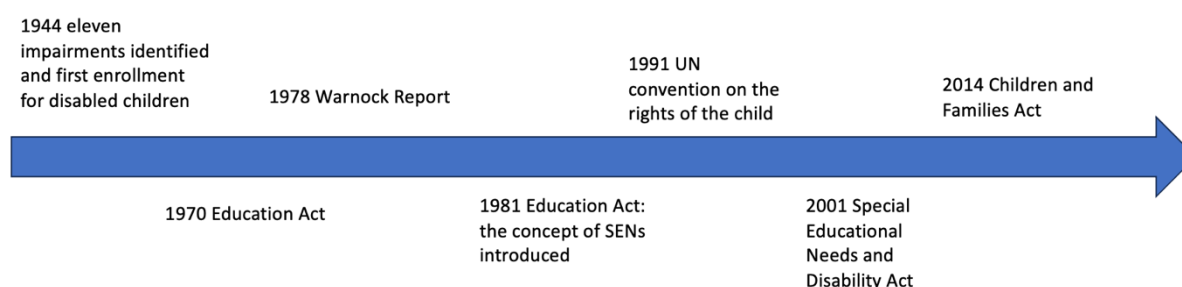 1944 eleven
impairments identified
and first enrollment
for disabled children
1970 Education Act
1978 Warnock Report
1981 Education Act:
the concept of SENs
introduced
1991 UN
convention on the
rights of the child
2001 Special
Educational
Needs and
Disability Act
2014 Children and
Families Act